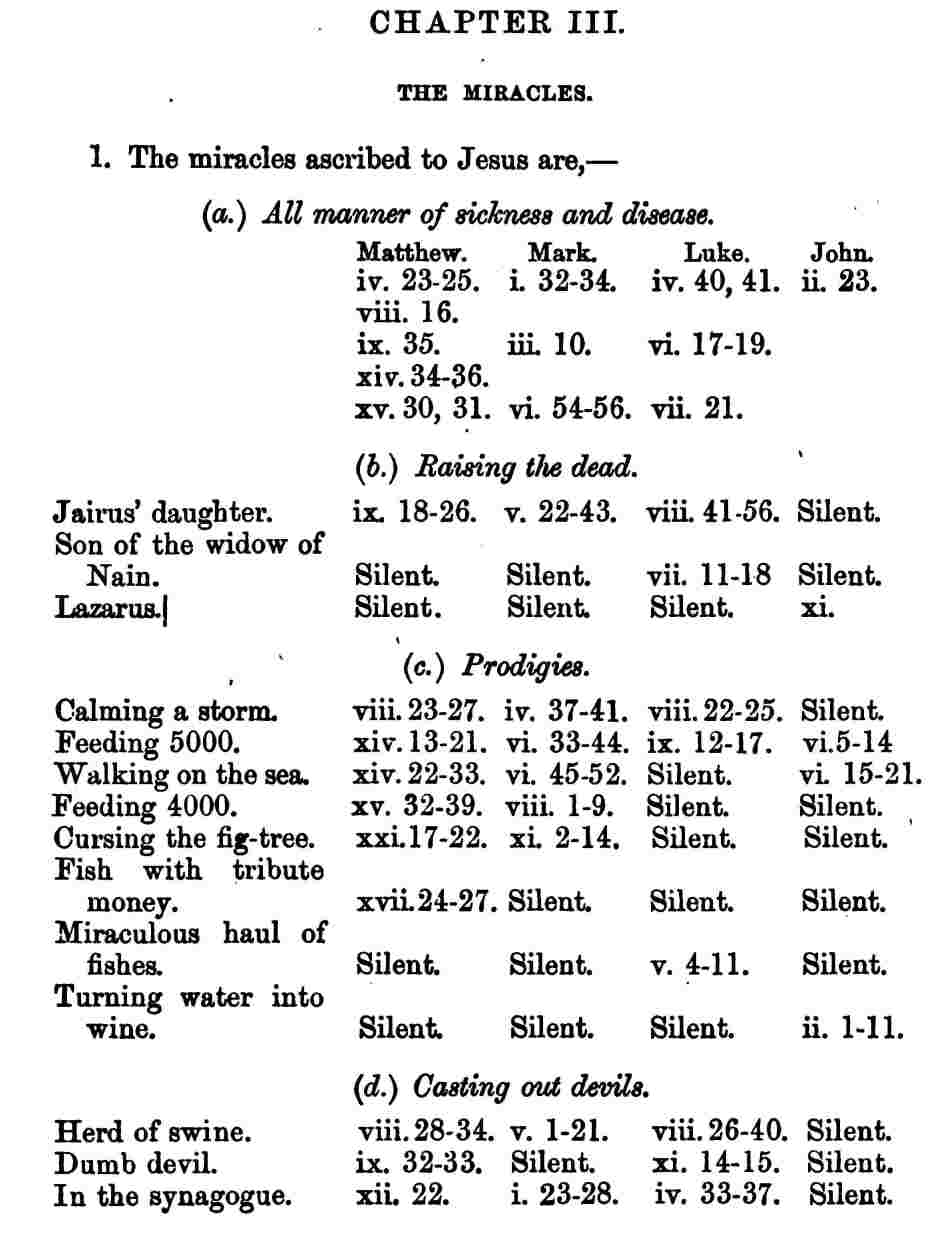 CHAPTER III.
THE MIRACLES.
1. The miracles ascribed to Jesus are,—
(a.) All manner of sickness and disease.
Matthew. Mark. Luke. John.
iv. 23-25. i. 32-34. iv. 40, 41. ii. 23.
viii. 16.
ix. 35. iii. 10. vi. 17-19.
xiv. 34-36.
xv. 30, 31. vi. 54-56. vii. 21.
(b.) Raising the dead.
Jairus' daughter. ix. 18-26. v. 22-43. viii. 41-56. Silent.
Son of the widow of
Nain. Silent. Silent. vii. 11-18 Silent.
Lazarus. Silent. Silent. Silent. xi.
(c.) Prodigies.
Calming a storm. viii. 23-27. iv. 37-41. viii. 22-25. Silent.
Feeding 5000. xiv. 13-21. vi. 33-44. ix. 12-17. vi. 5-14
Walking on the sea. xiv. 22-33. vi. 45-52. Silent. vi. 15-21.
Feeding 4000. xv. 32-39. viii. 1-9. Silent. Silent.
Cursing the fig-tree. xxi. 17-22. xi. 2-14. Silent. Silent.
Fish with tribute
money. xvii. 24-27. Silent. Silent. Silent.
Miraculous haul of
fishes. Silent. Silent. v. 4-11. Silent.
Turning water into
wine. Silent. Silent. Silent. ii. 1-11.
(d.) Casting out devils.
Herd of swine. viii. 28-34. v. 1-21. viii. 26-40. Silent.
Dumb devil. ix. 32-33. Silent. xi. 14-15. Silent.
In the synagogue. xii. 22. i. 23-28. iv. 33-37. Silent.